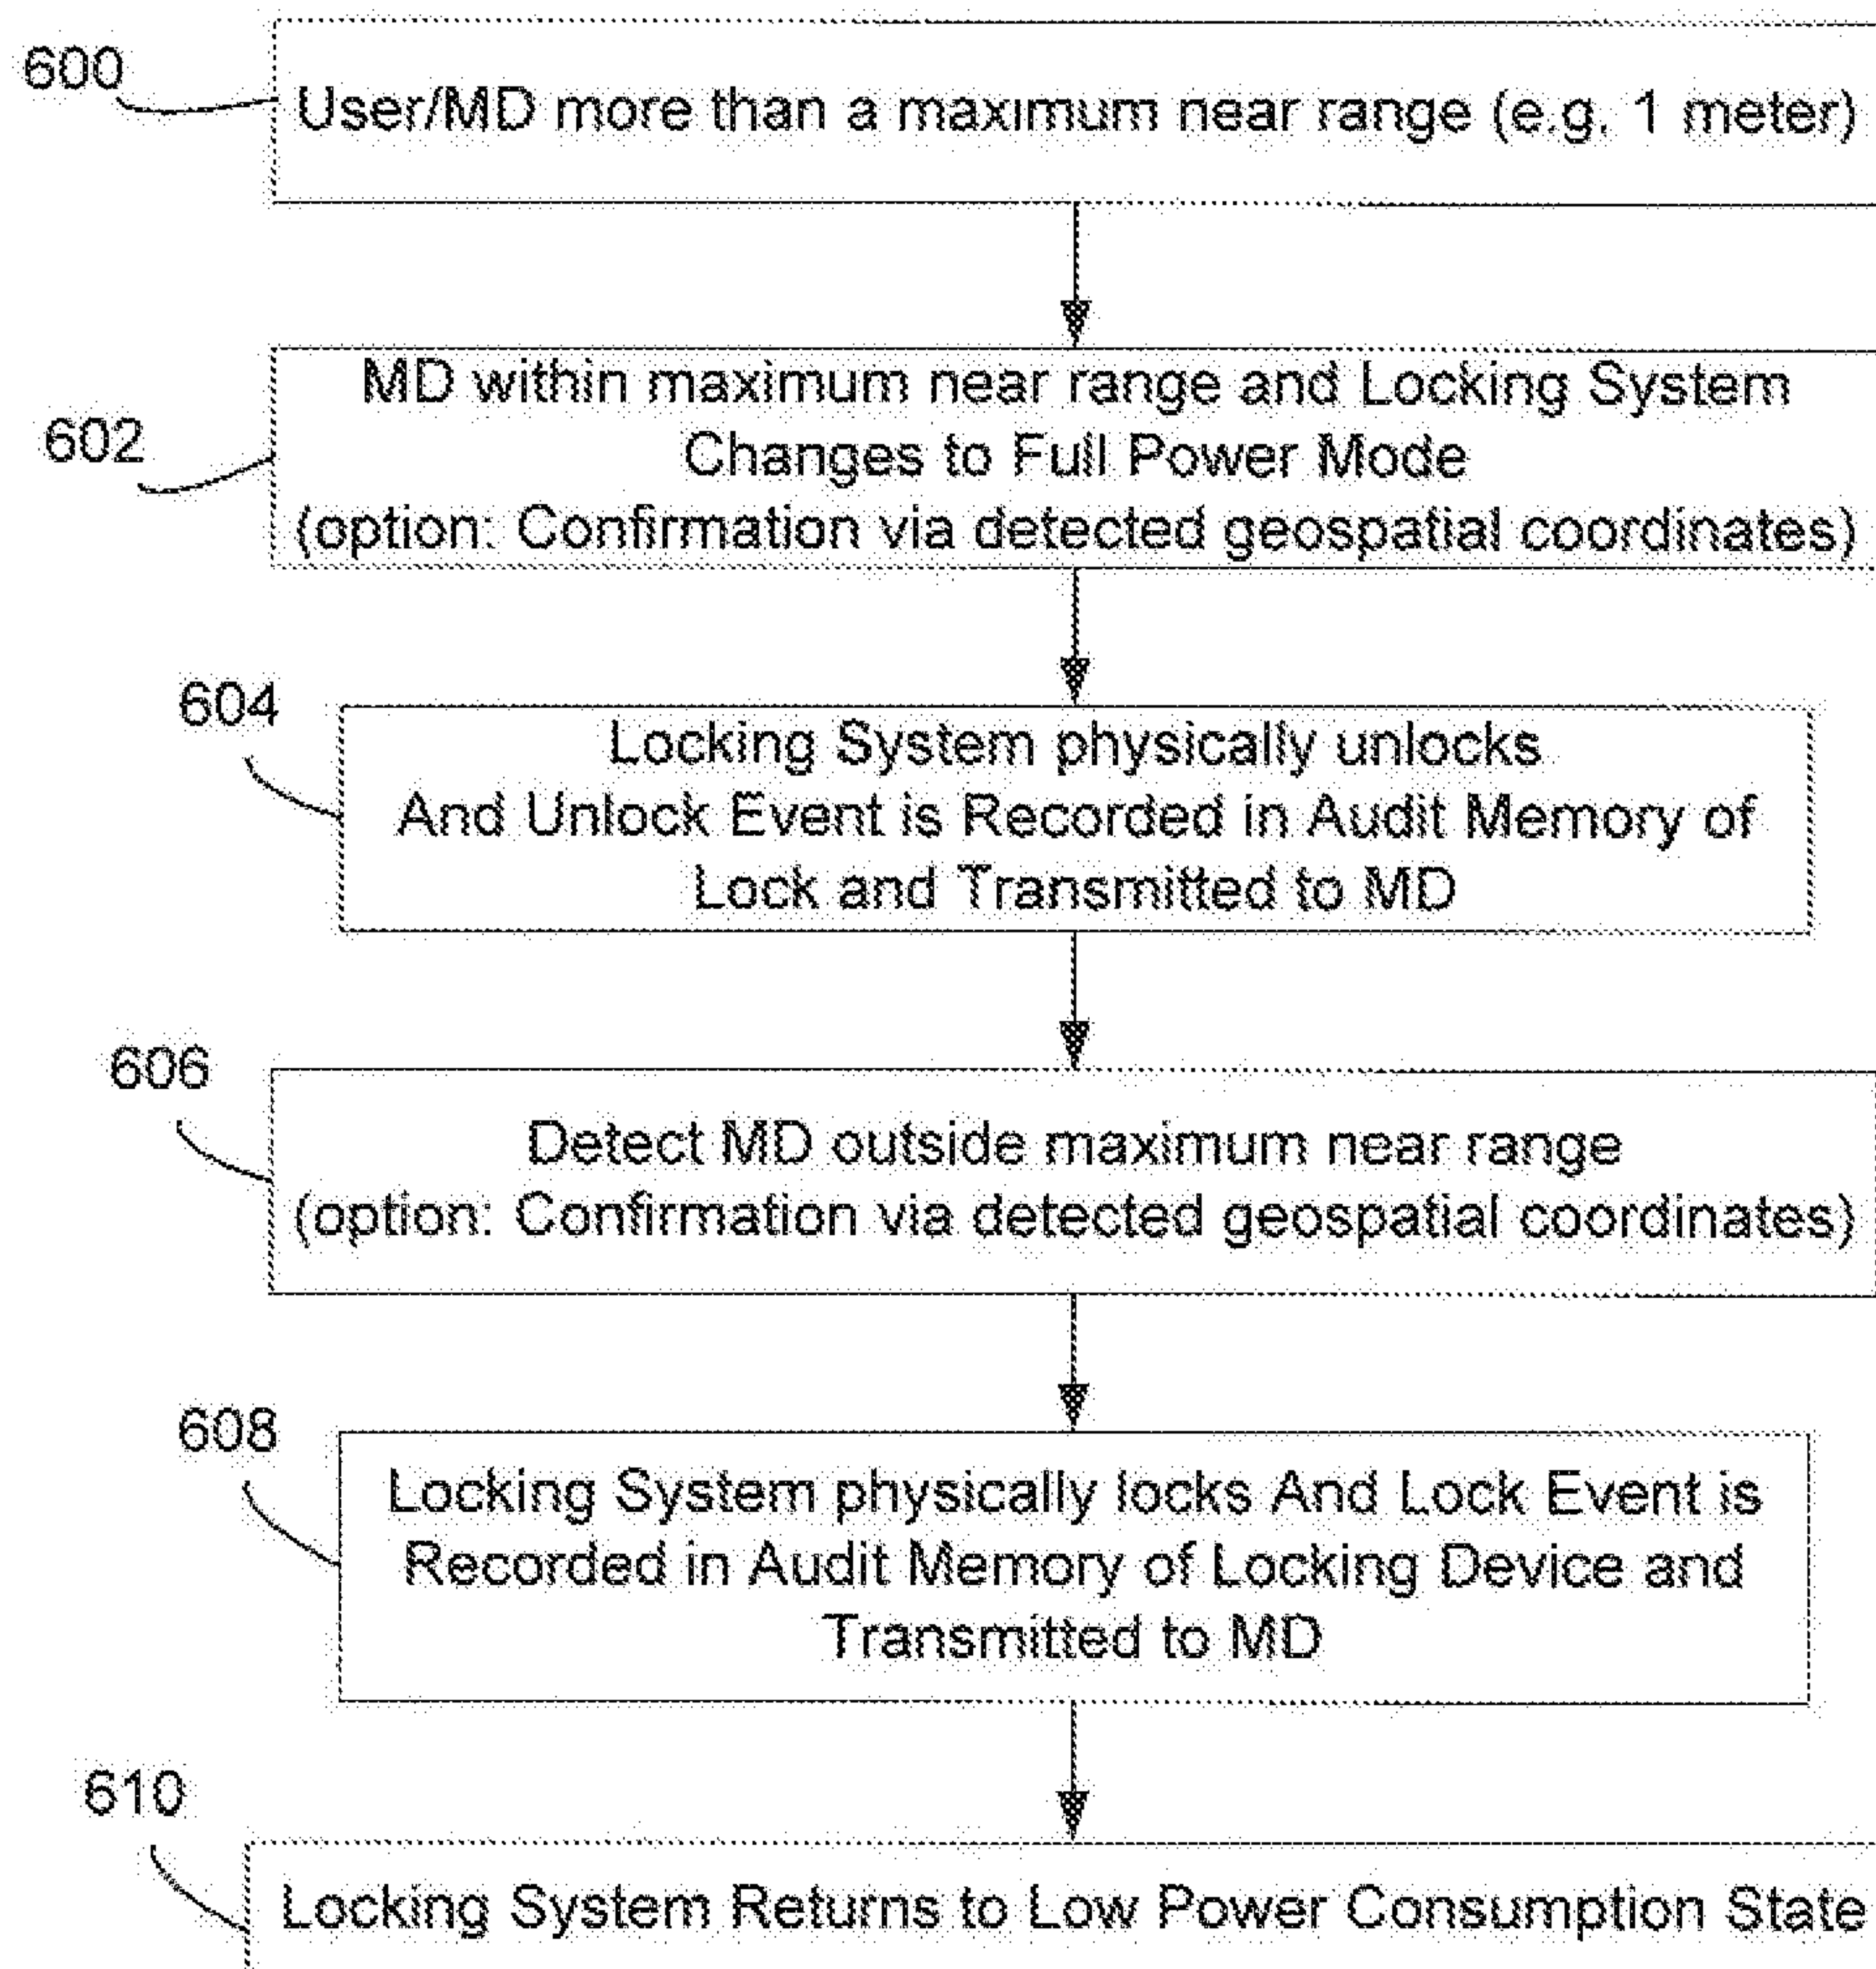 600
User/MD more than a maximum near range (e.g. 1 meter)
602
MD within maximum near range and Locking System
Changes to Full Power Mode
(option: Confirmation via detected geospatial coordinates)
604
Locking System physically unlocks
And Unlock Event is Recorded in Audit Memory of
Lock and Transmitted to MD
606
Detect MD outside maximum near range
(option: Confirmation via detected geospatial coordinates)
608
Locking System physically locks And Lock Event is
Recorded in Audit Memory of Locking Device and
Transmitted to MD
610
Locking System Returns to Low Power Consumption State